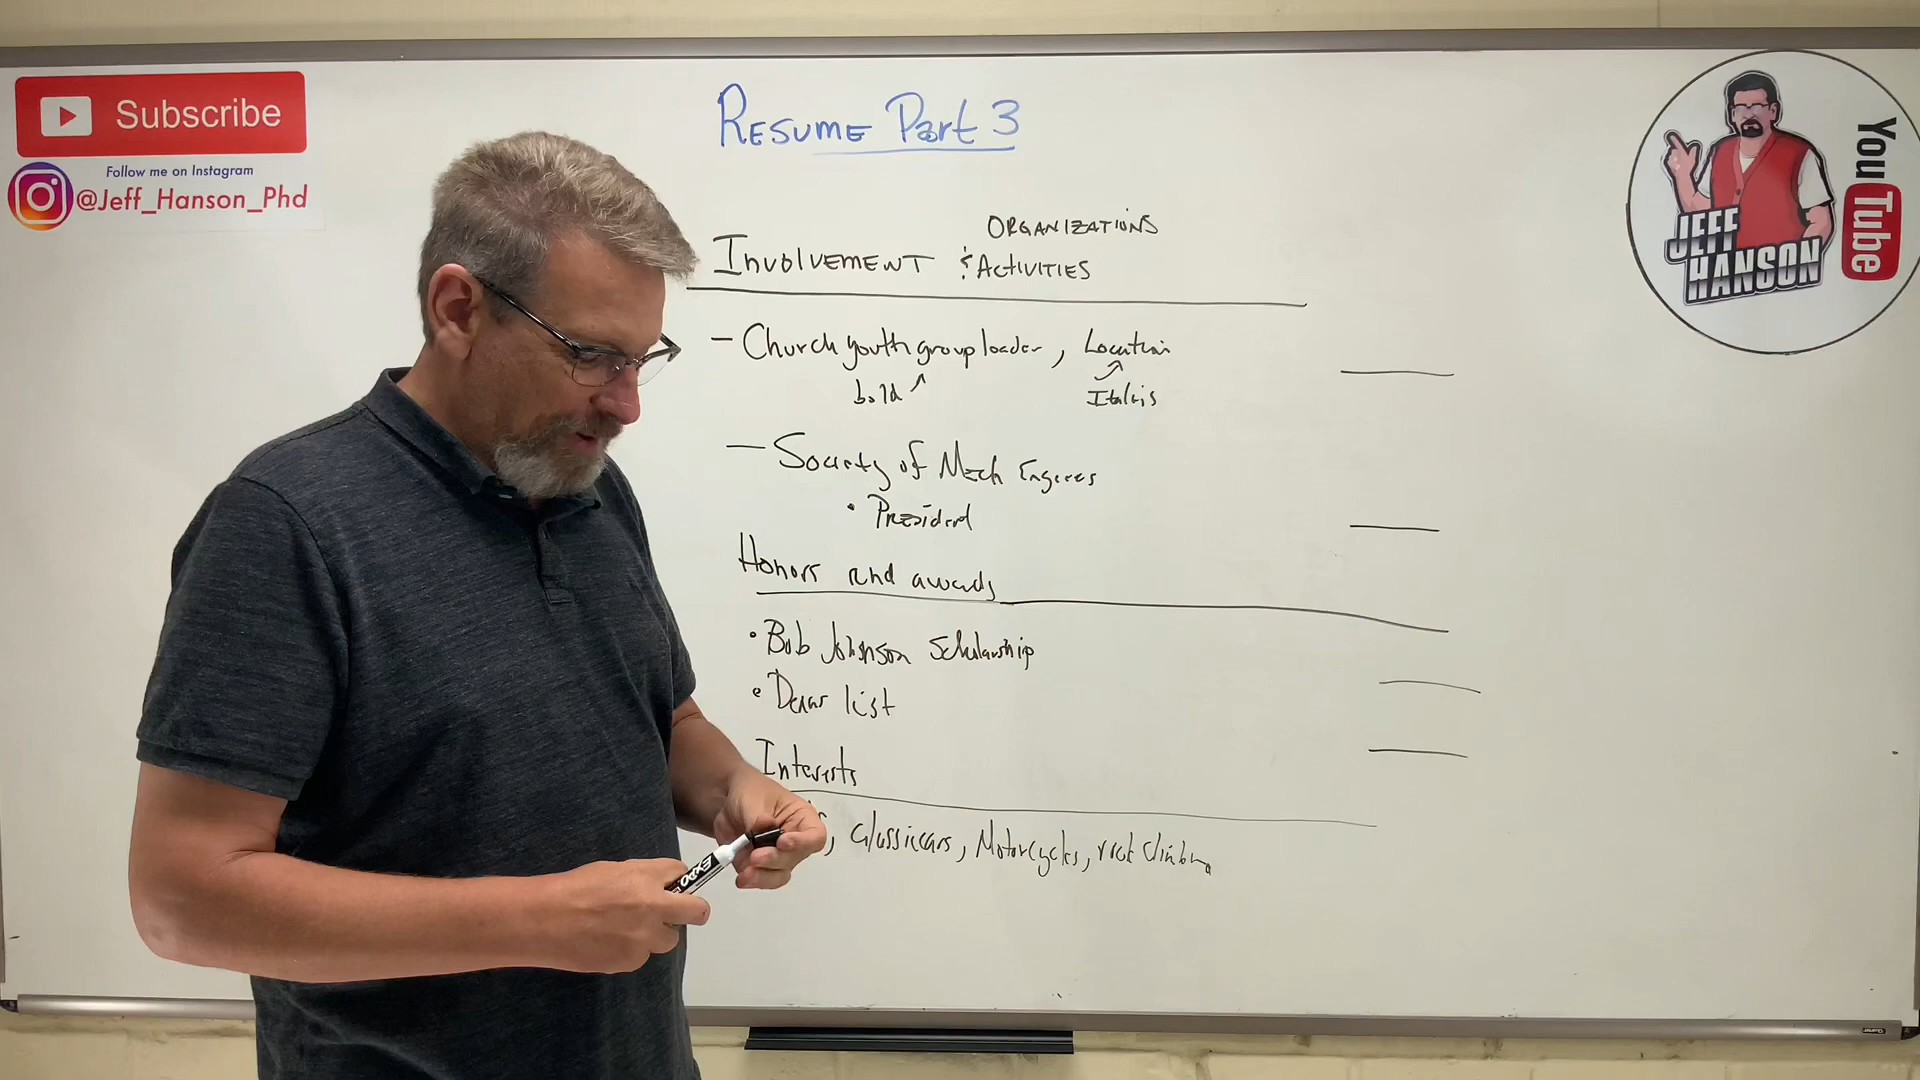 Subscribe
Follow me on Instagram
@Jeff_Hanson_Phd
RESUME Part 3
ORGANIZATIONS
INVOLVEMENT & ACTIVITIES
- Church youth group leader, Location
bold Italics
- Society of Mech Engineers
• President
Honors and awards
• Bob Johnson Scholarship
• Deans list
Interests
, Classic cars, Motorcycles, rock climbing
EXPO
JEFF HANSON
YouTube
Quartet